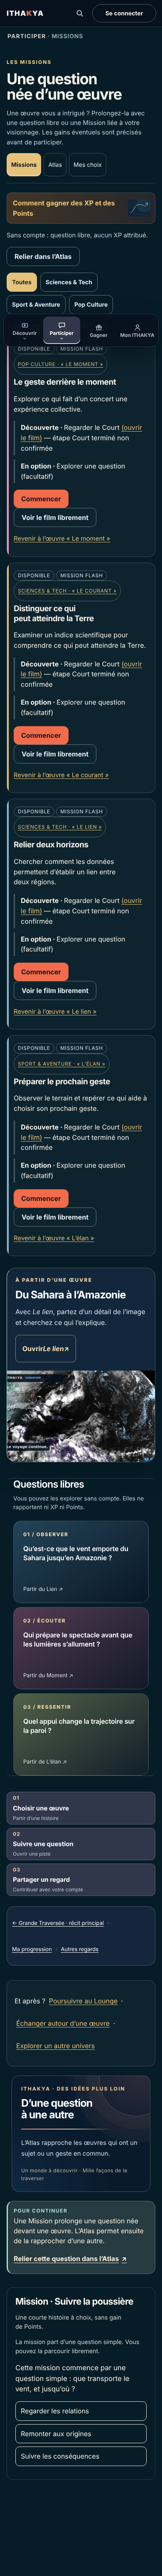 ITHAKYA
Se connecter
PARTICIPER · MISSIONS
LES MISSIONS
Une question
née d’une œuvre
Une œuvre vous a intrigué ? Répondez-lui avec
une question libre ou une Mission liée à votre
visionnage. Les gains éventuels sont précisés
avant de participer.
Missions
Atlas
Mes choix
Comment gagner des XP et des
Points
Sans compte : question libre, aucun XP attribué.
Relier dans l’Atlas
Toutes
Sciences & Tech
Sport & Aventure
Pop Culture
Découvrir
Participer
Gagner
Mon ITHAKYA
DISPONIBLE
MISSION FLASH
POP CULTURE · « LE MOMENT »
Le geste derrière le moment
Explorer ce qui fait d’un concert une
expérience collective.
Découverte · Regarder le Court (ouvrir
le film) — étape Court terminé non
confirmée
En option · Explorer une question
(facultatif)
Commencer
Voir le film librement
Revenir à l’œuvre « Le moment »
DISPONIBLE
MISSION FLASH
SCIENCES & TECH · « LE COURANT »
Distinguer ce qui
peut atteindre la Terre
Examiner un indice scientifique pour
comprendre ce qui peut atteindre la Terre.
Découverte · Regarder le Court (ouvrir
le film) — étape Court terminé non
confirmée
En option · Explorer une question
(facultatif)
Commencer
Voir le film librement
Revenir à l’œuvre « Le courant »
DISPONIBLE
MISSION FLASH
SCIENCES & TECH · « LE LIEN »
Relier deux horizons
Chercher comment les données
permettent d’établir un lien entre
deux régions.
Découverte · Regarder le Court (ouvrir
le film) — étape Court terminé non
confirmée
En option · Explorer une question
(facultatif)
Commencer
Voir le film librement
Revenir à l’œuvre « Le lien »
DISPONIBLE
MISSION FLASH
SPORT & AVENTURE · « L’ÉLAN »
Préparer le prochain geste
Observer le terrain et repérer ce qui aide à
choisir son prochain geste.
Découverte · Regarder le Court (ouvrir
le film) — étape Court terminé non
confirmée
En option · Explorer une question
(facultatif)
Commencer
Voir le film librement
Revenir à l’œuvre « L’élan »
À PARTIR D’UNE ŒUVRE
Du Sahara à l’Amazonie
Avec Le lien, partez d’un détail de l’image
et cherchez ce qui l’explique.
OuvrirLe lien↗
Le voyage continue
Questions libres
Vous pouvez les explorer sans compte. Elles ne
rapportent ni XP ni Points.
01 / OBSERVER
Qu’est-ce que le vent emporte du
Sahara jusqu’en Amazonie ?
Partir du Lien ↗
02 / ÉCOUTER
Qui prépare le spectacle avant que
les lumières s’allument ?
Partir du Moment ↗
03 / RESSENTIR
Quel appui change la trajectoire sur
la paroi ?
Partir de L’élan ↗
01
Choisir une œuvre
Partir d’une histoire
02
Suivre une question
Ouvrir une piste
03
Partager un regard
Contribuer avec votre compte
← Grande Traversée · récit principal ·
Ma progression · Autres regards
Et après ? Poursuivre au Lounge ·
Échanger autour d’une œuvre ·
Explorer un autre univers
ITHAKYA · DES IDÉES PLUS LOIN
D’une question
à une autre
L’Atlas rapproche les œuvres qui ont un
sujet ou un geste en commun.
Un monde à découvrir · Mille façons de le
traverser
POUR CONTINUER
Une Mission prolonge une question née
devant une œuvre. L’Atlas permet ensuite
de la rapprocher d’une autre.
Relier cette question dans l’Atlas ↗
Mission · Suivre la poussière
Une courte histoire à choix, sans gain
de Points.
La mission part d’une question simple. Vous
pouvez la parcourir librement.
Cette mission commence par une
question simple : que transporte le
vent, et jusqu’où ?
Regarder les relations
Remonter aux origines
Suivre les conséquences